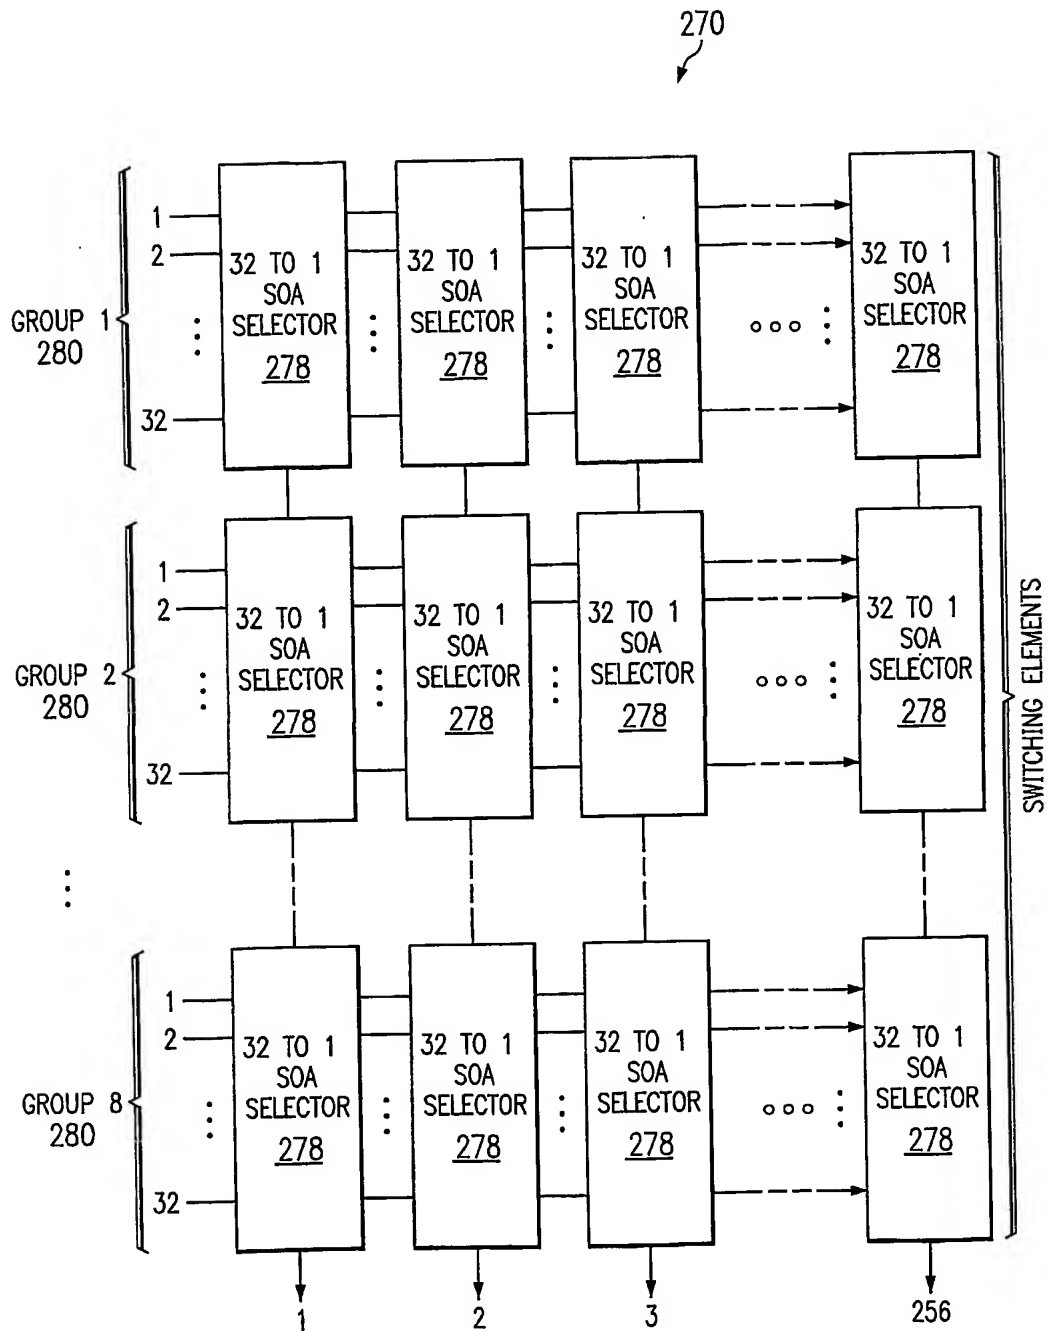 270
GROUP 1
280
1
2
32
32 TO 1
SOA
SELECTOR
278
32 TO 1
SOA
SELECTOR
278
32 TO 1
SOA
SELECTOR
278
32 TO 1
SOA
SELECTOR
278
GROUP 2
280
1
2
32
32 TO 1
SOA
SELECTOR
278
32 TO 1
SOA
SELECTOR
278
32 TO 1
SOA
SELECTOR
278
32 TO 1
SOA
SELECTOR
278
SWITCHING ELEMENTS
GROUP 8
280
1
2
32
32 TO 1
SOA
SELECTOR
278
32 TO 1
SOA
SELECTOR
278
32 TO 1
SOA
SELECTOR
278
32 TO 1
SOA
SELECTOR
278
1
2
3
256